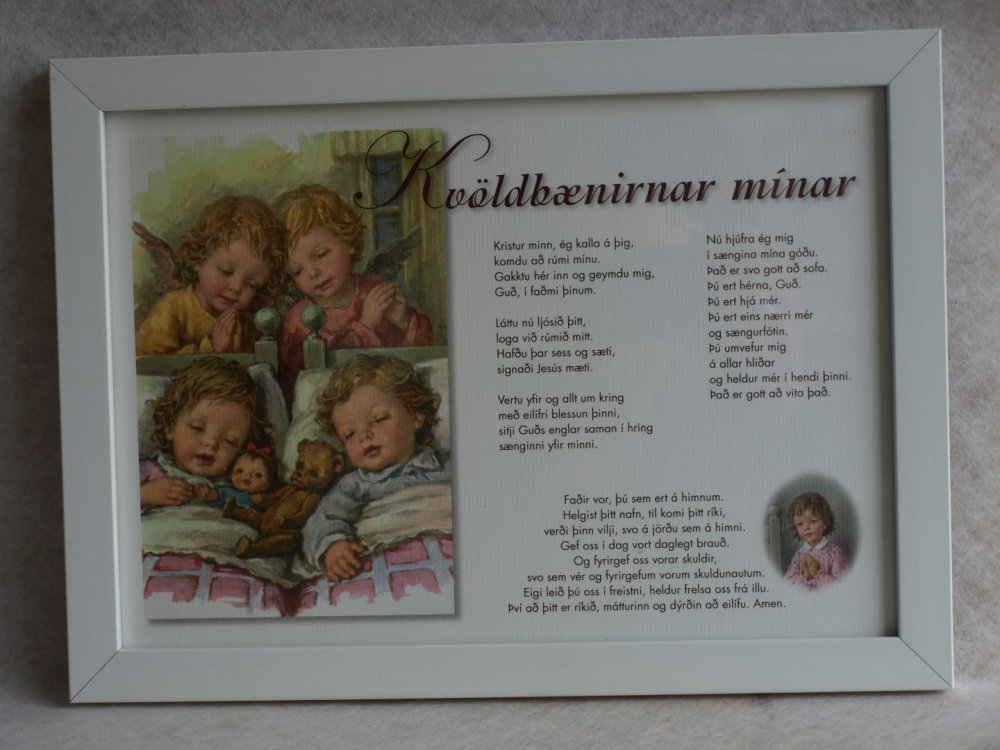 Kvöldbænirnar mínar
Kristur minn, ég kalla á þig,
komdu að rúmi mínu.
Gakktu hér inn og geymdu mig,
Guð, í faðmi þínum.
Láttu nú ljósið þitt,
loga við rúmið mitt.
Hafðu þar sess og sæti,
signaði Jesús mæti.
Vertu yfir og allt um kring
með eilífri blessun þinni,
sitji Guðs englar saman í hring
sænginni yfir minni.
Nú hjúfra ég mig
í sængina mína góðu.
Það er svo gott að sofa.
Þú ert hérna, Guð.
Þú ert hjá mér.
Þú ert eins nærri mér
og sængurfötin.
Þú umvefur mig
á allar hliðar
og heldur mér í hendi þinni.
Það er gott að vita það.
Faðir vor, þú sem ert á himnum.
Helgist þitt nafn, til komi þitt ríki,
verði þinn vilji, svo á jörðu sem á himni.
Gef oss í dag vort daglegt brauð.
Og fyrirgef oss vorar skuldir,
svo sem vér og fyrirgefum vorum skuldunautum.
Eigi leið þú oss í freistni, heldur frelsa oss frá illu.
Því að þitt er ríkið, mátturinn og dýrðin að eilífu. Amen.